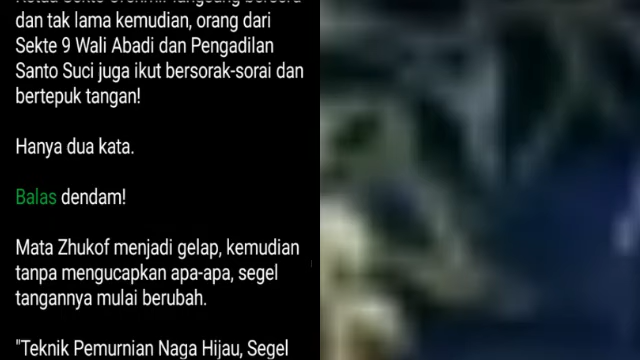 dan tak lama kemudian, orang dari
Sekte 9 Wali Abadi dan Pengadilan
Santo Suci juga ikut bersorak-sorai dan
bertepuk tangan!
Hanya dua kata.
Balas dendam!
Mata Zhukof menjadi gelap, kemudian
tanpa mengucapkan apa-apa, segel
tangannya mulai berubah.
"Teknik Pemurnian Naga Hijau, Segel